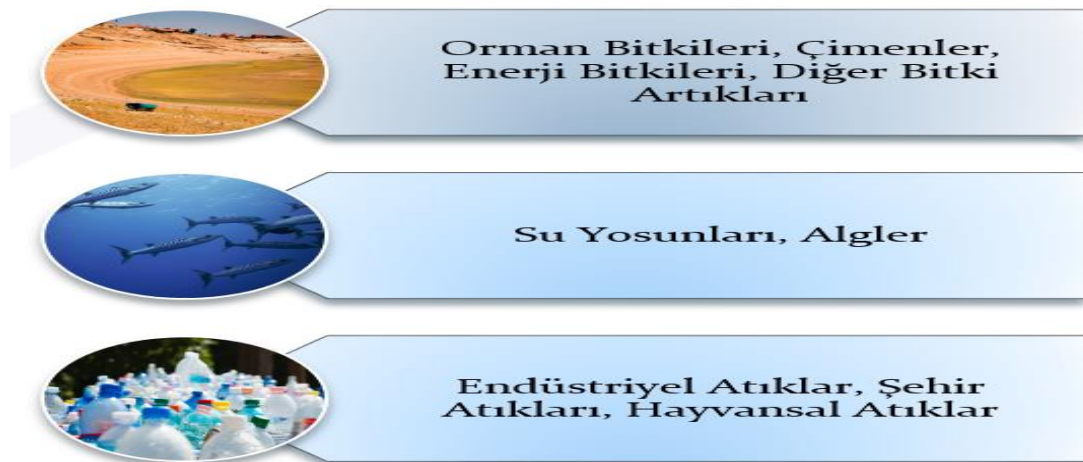 Orman Bitkileri, Çimenler,
Enerji Bitkileri, Diğer Bitki
Artıkları
Su Yosunları, Algler
Endüstriyel Atıklar, Şehir
Atıkları, Hayvansal Atıklar